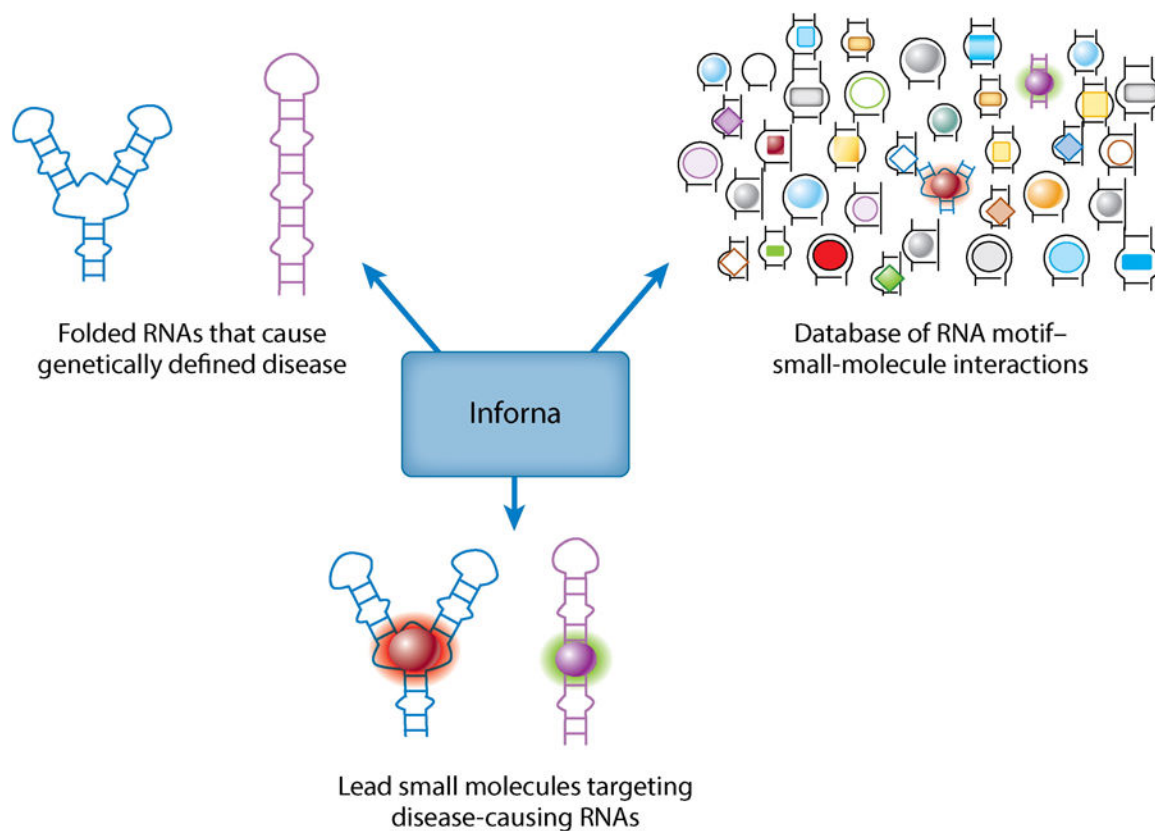 Folded RNAs that cause
genetically defined disease
Database of RNA motif–
small-molecule interactions
Inforna
Lead small molecules targeting
disease-causing RNAs